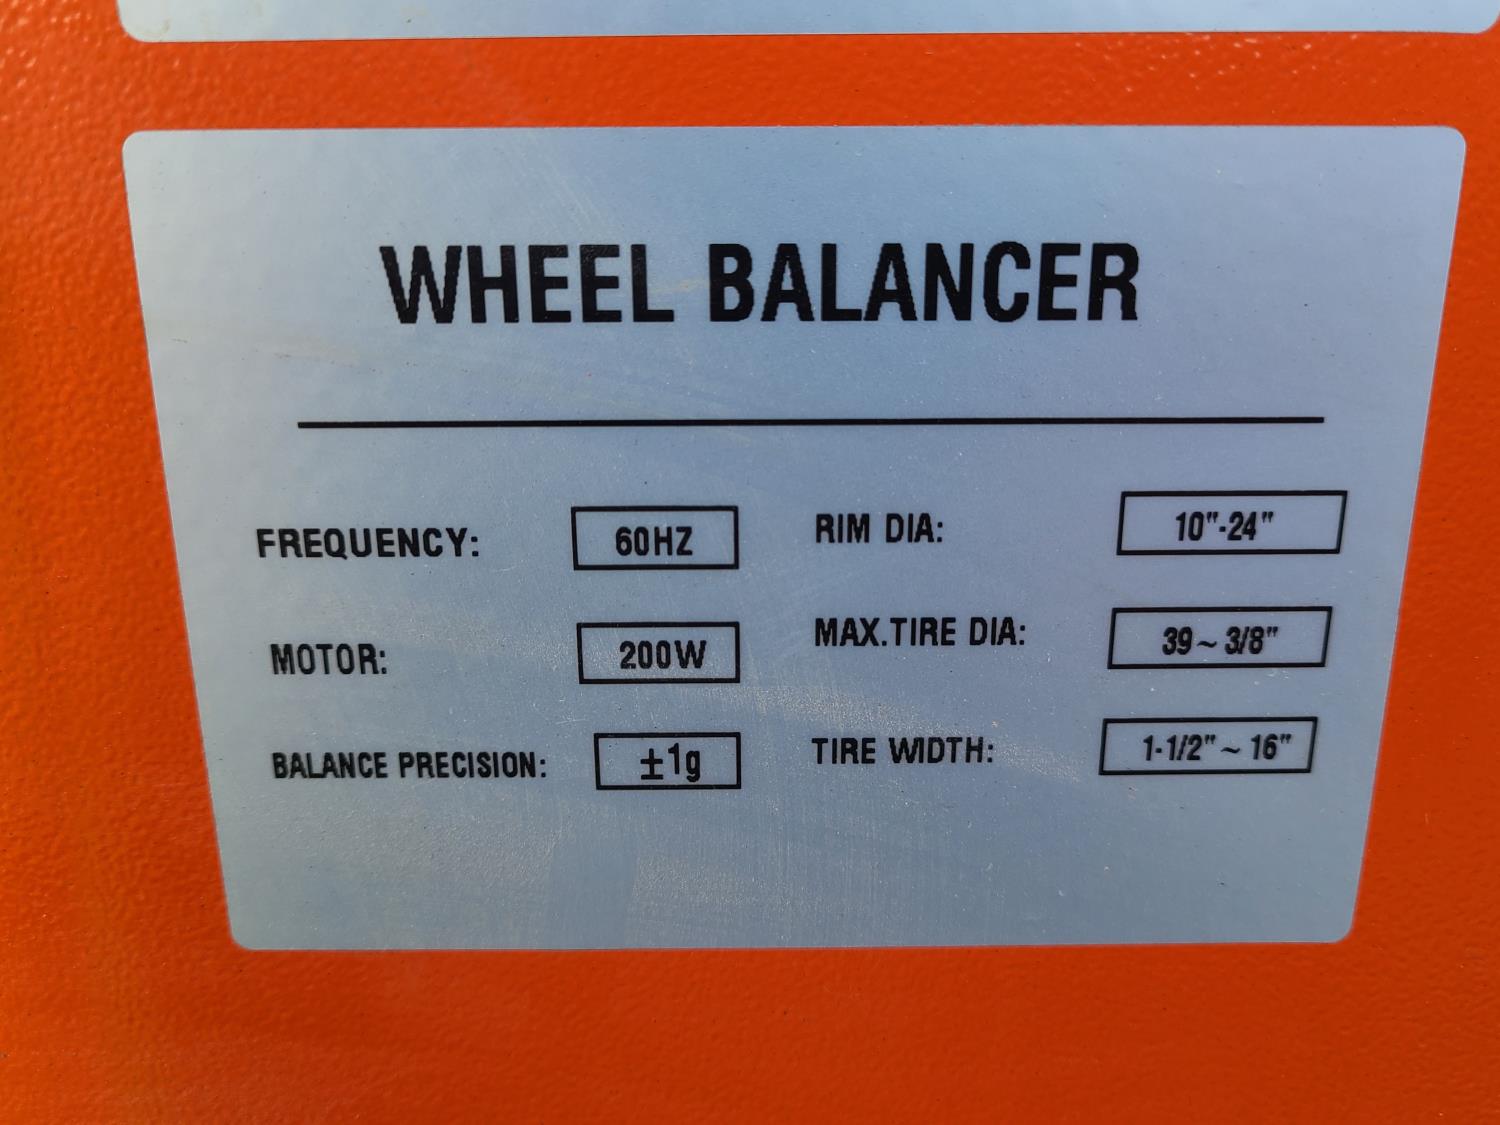 WHEEL BALANCER
FREQUENCY: 60HZ RIM DIA: 10"-24"
MOTOR: 200W MAX.TIRE DIA: 39~3/8"
BALANCE PRECISION: ±1g TIRE WIDTH: 1-1/2"~16"